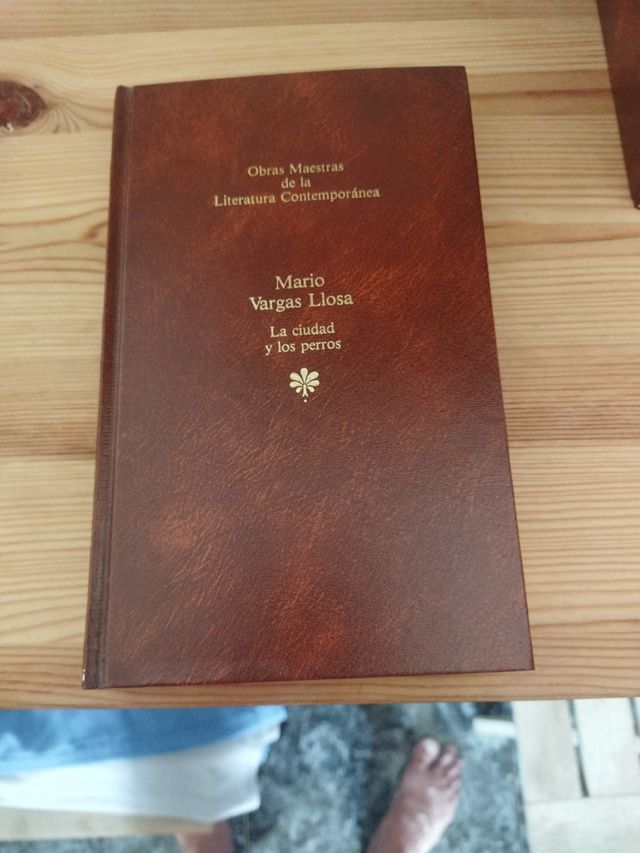 Obras Maestras
de la
Literatura Contemporánea
Mario
Vargas Llosa
La ciudad
y los perros